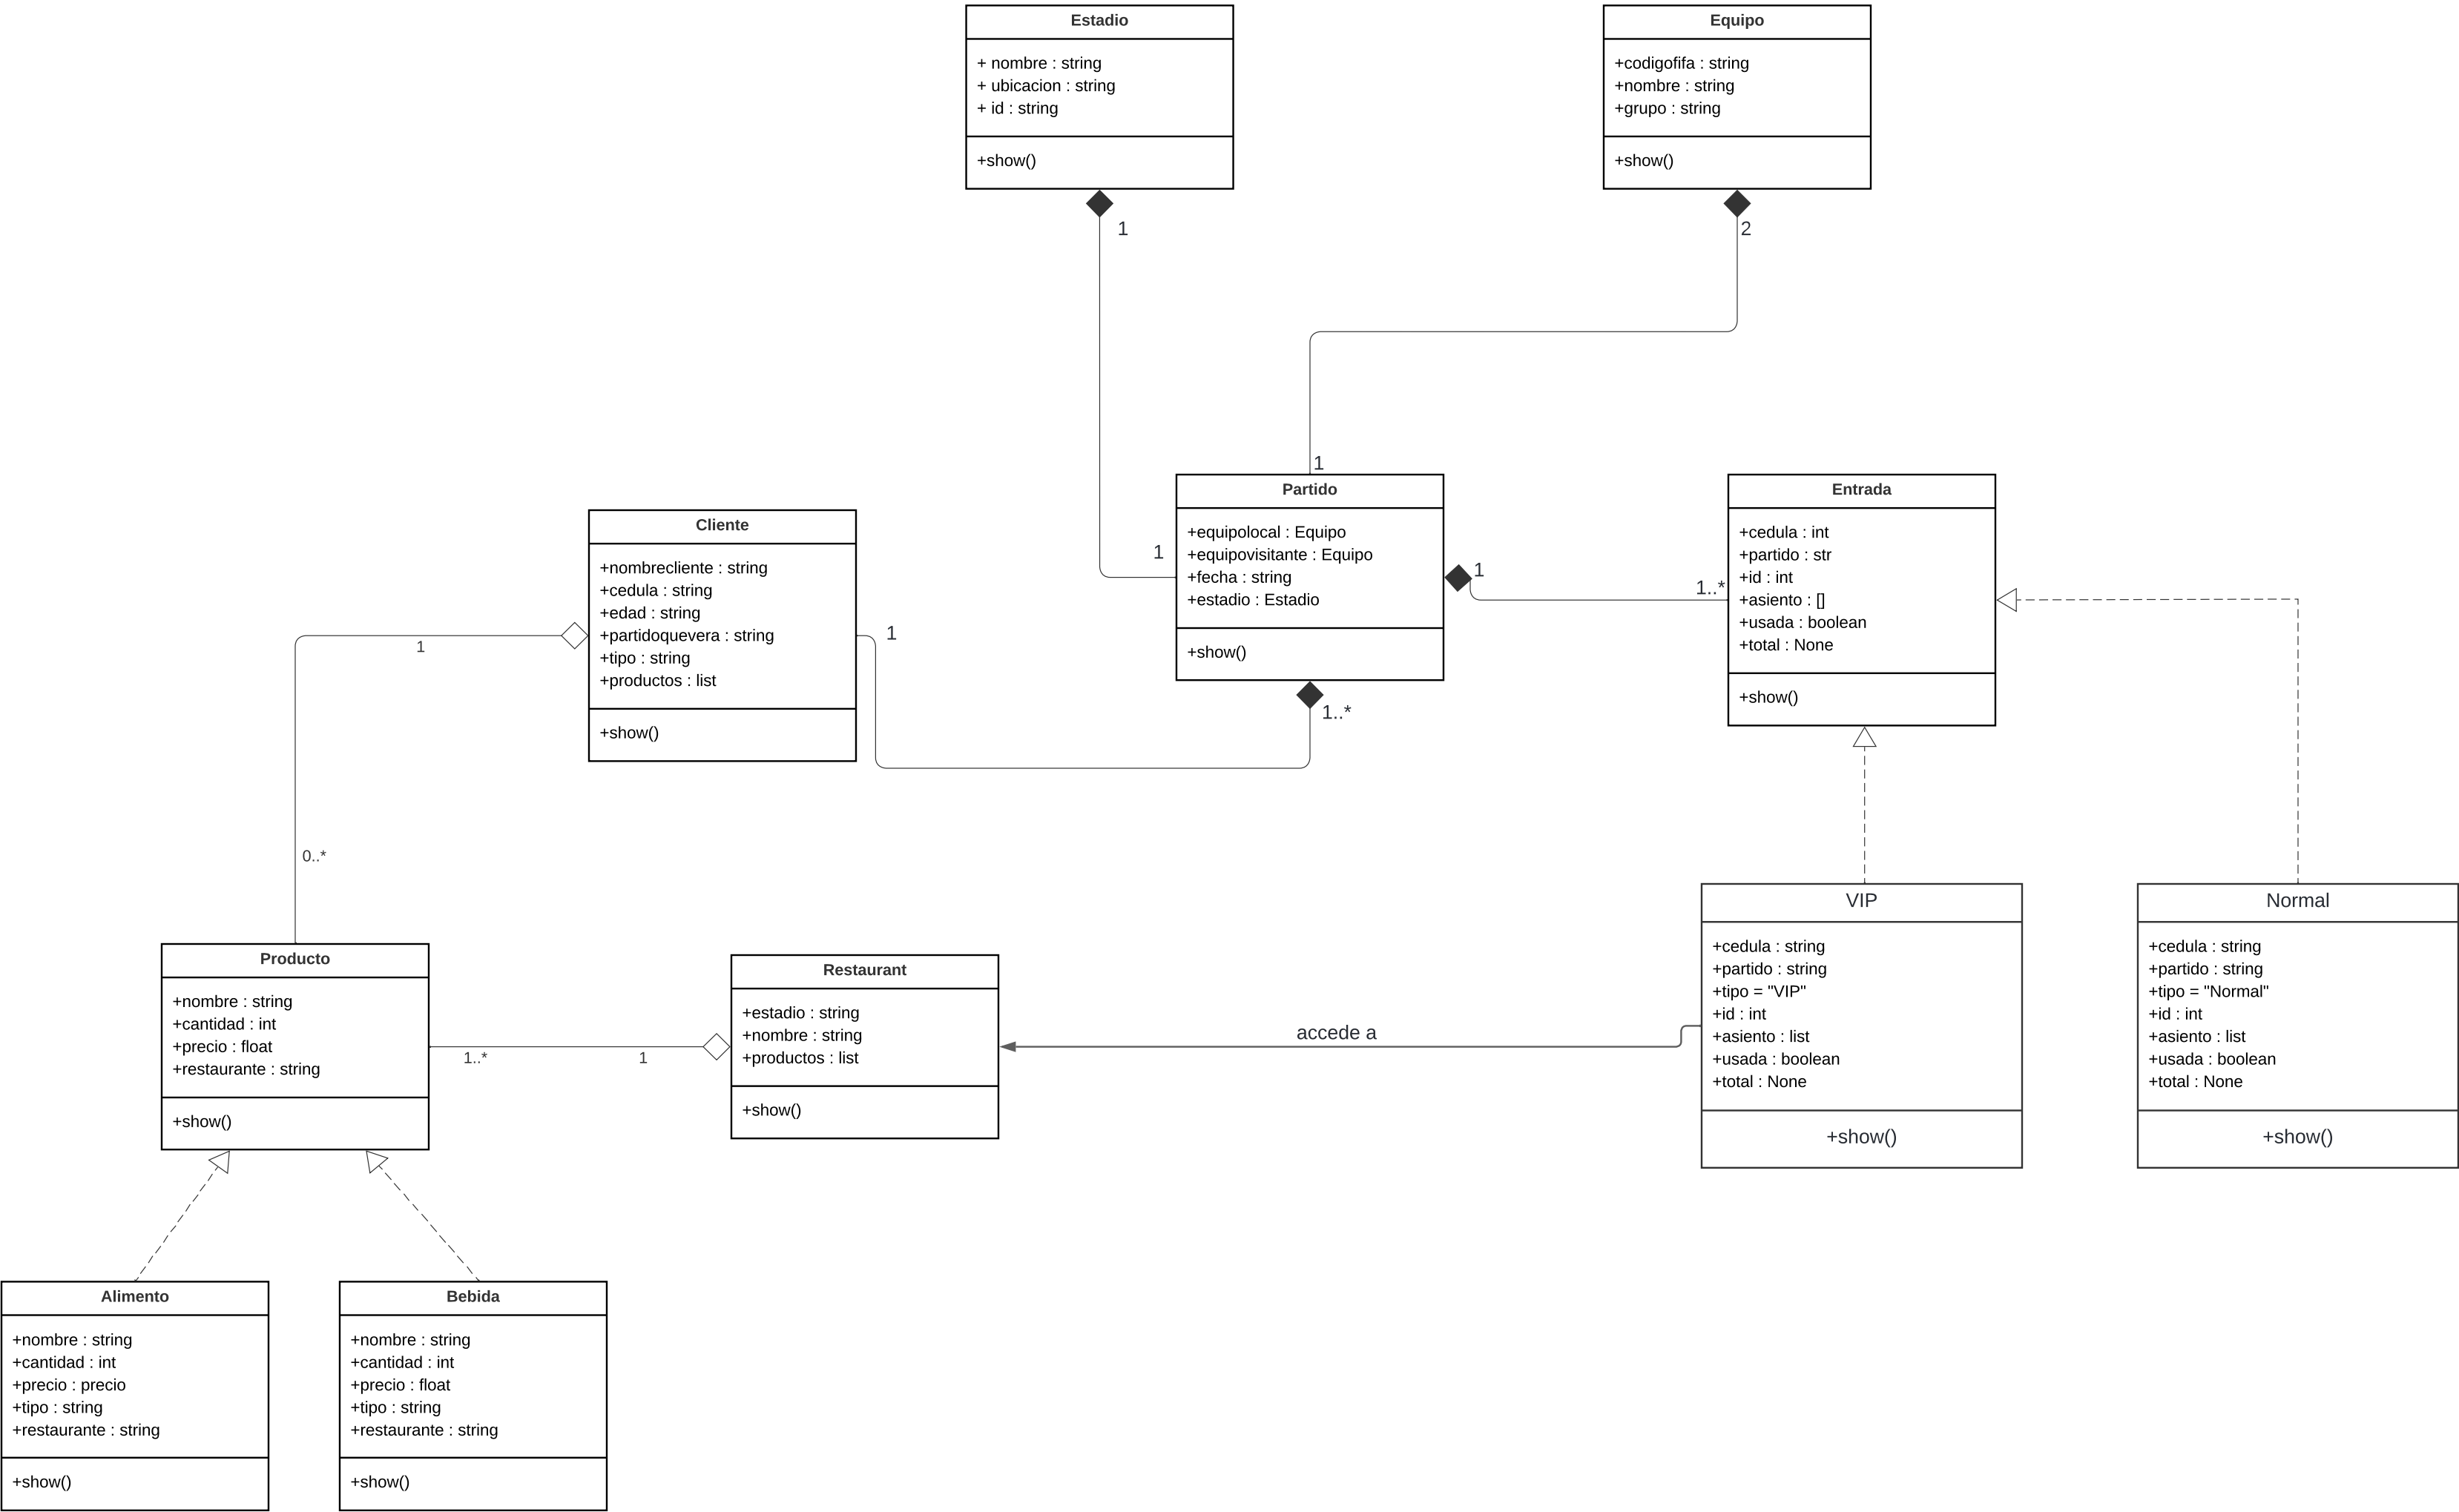 Estadio
+ nombre : string
+ ubicacion : string
+ id : string
+show()
Equipo
+codigofifa : string
+nombre : string
+grupo : string
+show()
1
2
1
1
Cliente
+nombrecliente : string
+cedula : string
+edad : string
+partidoquevera : string
+tipo : string
+productos : list
+show()
Partido
+equipolocal : Equipo
+equipovisitante : Equipo
+fecha : string
+estadio : Estadio
+show()
Entrada
+cedula : int
+partido : str
+id : int
+asiento : []
+usada : boolean
+total : None
+show()
1
1..*
1
1
1..*
0..*
Producto
+nombre : string
+cantidad : int
+precio : float
+restaurante : string
+show()
1..*
1
Restaurant
+estadio : string
+nombre : string
+productos : list
+show()
accede a
VIP
+cedula : string
+partido : string
+tipo = "VIP"
+id : int
+asiento : list
+usada : boolean
+total : None
+show()
Normal
+cedula : string
+partido : string
+tipo = "Normal"
+id : int
+asiento : list
+usada : boolean
+total : None
+show()
Alimento
+nombre : string
+cantidad : int
+precio : precio
+tipo : string
+restaurante : string
+show()
Bebida
+nombre : string
+cantidad : int
+precio : float
+tipo : string
+restaurante : string
+show()